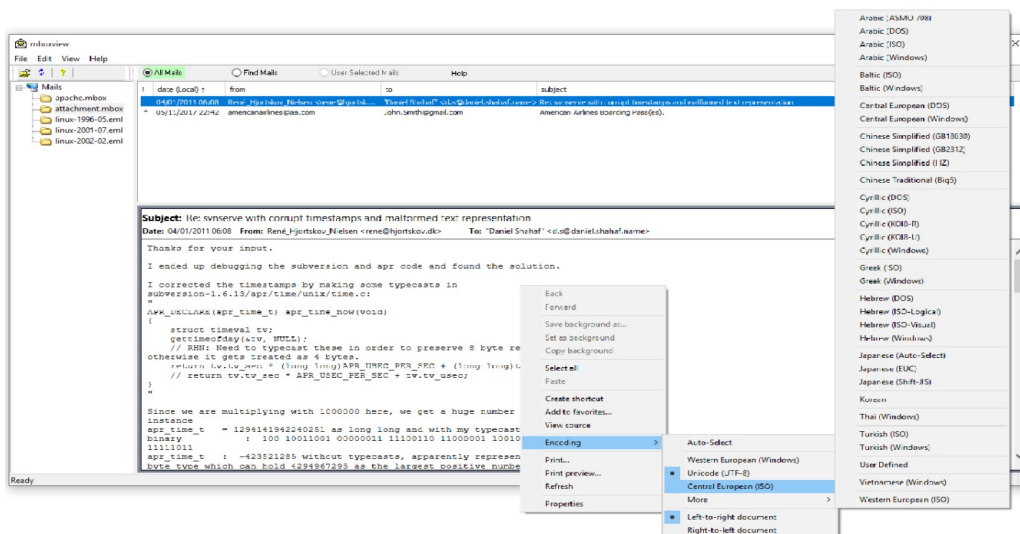 mboxview
File Edit View Help
All Mails Find Mails User Selected Mails Help
Mails
apache.mbox
attachment.mbox
linux-1996-05.eml
linux-2001-07.eml
linux-2002-02.eml
! date (Local) ↑ from to subject
04/01/2011 06:08 René_Hjortskov_Nielsen <rene@hjortsk... "Daniel Shahaf" <d.s@daniel.shahaf.name> Re: svnserve with corrupt timestamps and malformed text representation
* 05/11/2017 22:42 americanairlines@aa.com John.Smith@gmail.com American Airlines Boarding Pass(es).
Subject: Re: svnserve with corrupt timestamps and malformed text representation
Date: 04/01/2011 06:08 From: René_Hjortskov_Nielsen <rene@hjortskov.dk> To: "Daniel Shahaf" <d.s@daniel.shahaf.name>
Thanks for your input.
I ended up debugging the subversion and apr code and found the solution.
I corrected the timestamps by making some typecasts in
subversion-1.6.13/apr/time/unix/time.c:
"
APR_DECLARE(apr_time_t) apr_time_now(void)
{
struct timeval tv;
gettimeofday(&tv, NULL);
// RHN: Need to typecast these in order to preserve 8 byte re
otherwise it gets treated as 4 bytes.
return tv.tv_sec * (long long)APR_USEC_PER_SEC + (long long)t
// return tv.tv_sec * APR_USEC_PER_SEC + tv.tv_usec;
}
"
Since we are multiplying with 1000000 here, we get a huge number
instance
apr_time_t = 1294141942240251 as long long and with my typecast
binary : 100 10011001 00000011 11100110 11000001 10010
11111011
apr_time_t : -423521285 without typecasts, apparently represen
byte type which can hold 4294967295 as the largest positive numbe
Ready
Back
Forward
Save background as...
Set as background
Copy background
Select all
Paste
Create shortcut
Add to favorites...
View source
Encoding
Print...
Print preview...
Refresh
Properties
Auto-Select
Western European (Windows)
Unicode (UTF-8)
Central European (ISO)
More
Left-to-right document
Right-to-left document
Arabic (ASMO 708)
Arabic (DOS)
Arabic (ISO)
Arabic (Windows)
Baltic (ISO)
Baltic (Windows)
Central European (DOS)
Central European (Windows)
Chinese Simplified (GB18030)
Chinese Simplified (GB2312)
Chinese Simplified (HZ)
Chinese Traditional (Big5)
Cyrillic (DOS)
Cyrillic (ISO)
Cyrillic (KOI8-R)
Cyrillic (KOI8-U)
Cyrillic (Windows)
Greek (ISO)
Greek (Windows)
Hebrew (DOS)
Hebrew (ISO-Logical)
Hebrew (ISO-Visual)
Hebrew (Windows)
Japanese (Auto-Select)
Japanese (EUC)
Japanese (Shift-JIS)
Korean
Thai (Windows)
Turkish (ISO)
Turkish (Windows)
User Defined
Vietnamese (Windows)
Western European (ISO)